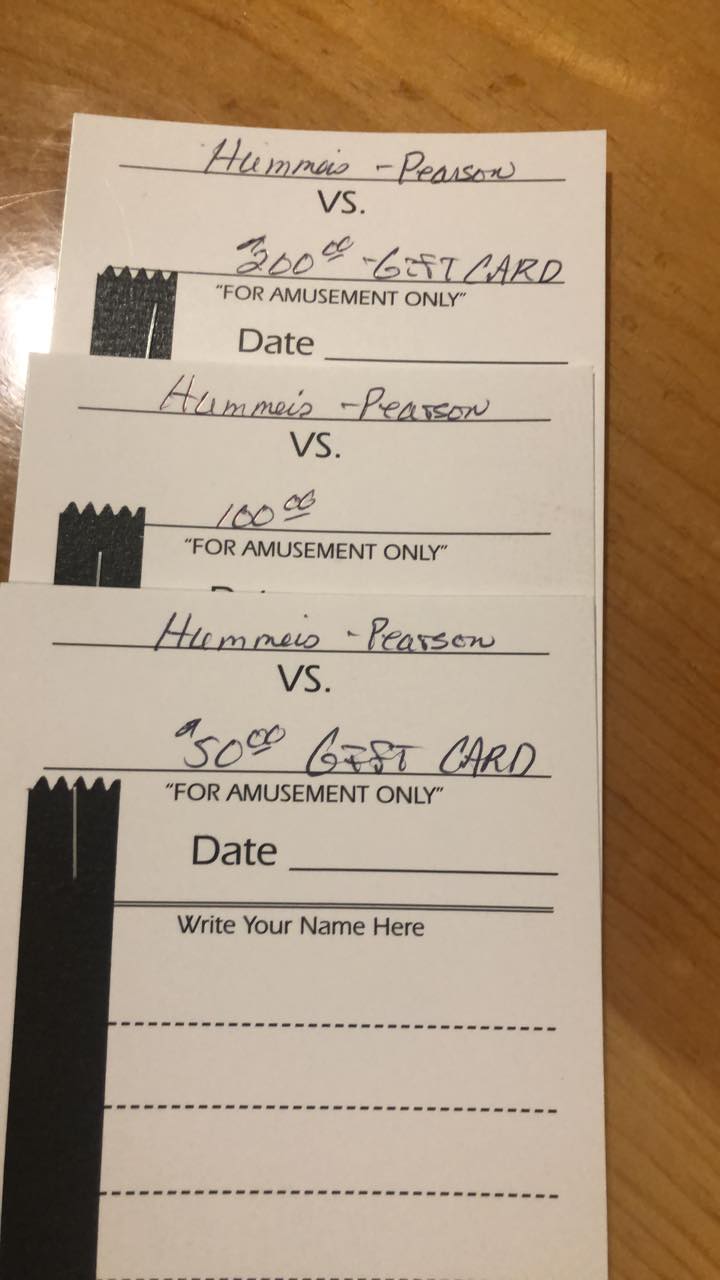 Hummeis - Pearson
VS.
$200.00 - GIFT CARD
"FOR AMUSEMENT ONLY"
Date
Hummeis - Pearson
VS.
100.00
"FOR AMUSEMENT ONLY"
Hummeis - Pearson
VS.
$50.00 GIFT CARD
"FOR AMUSEMENT ONLY"
Date
Write Your Name Here